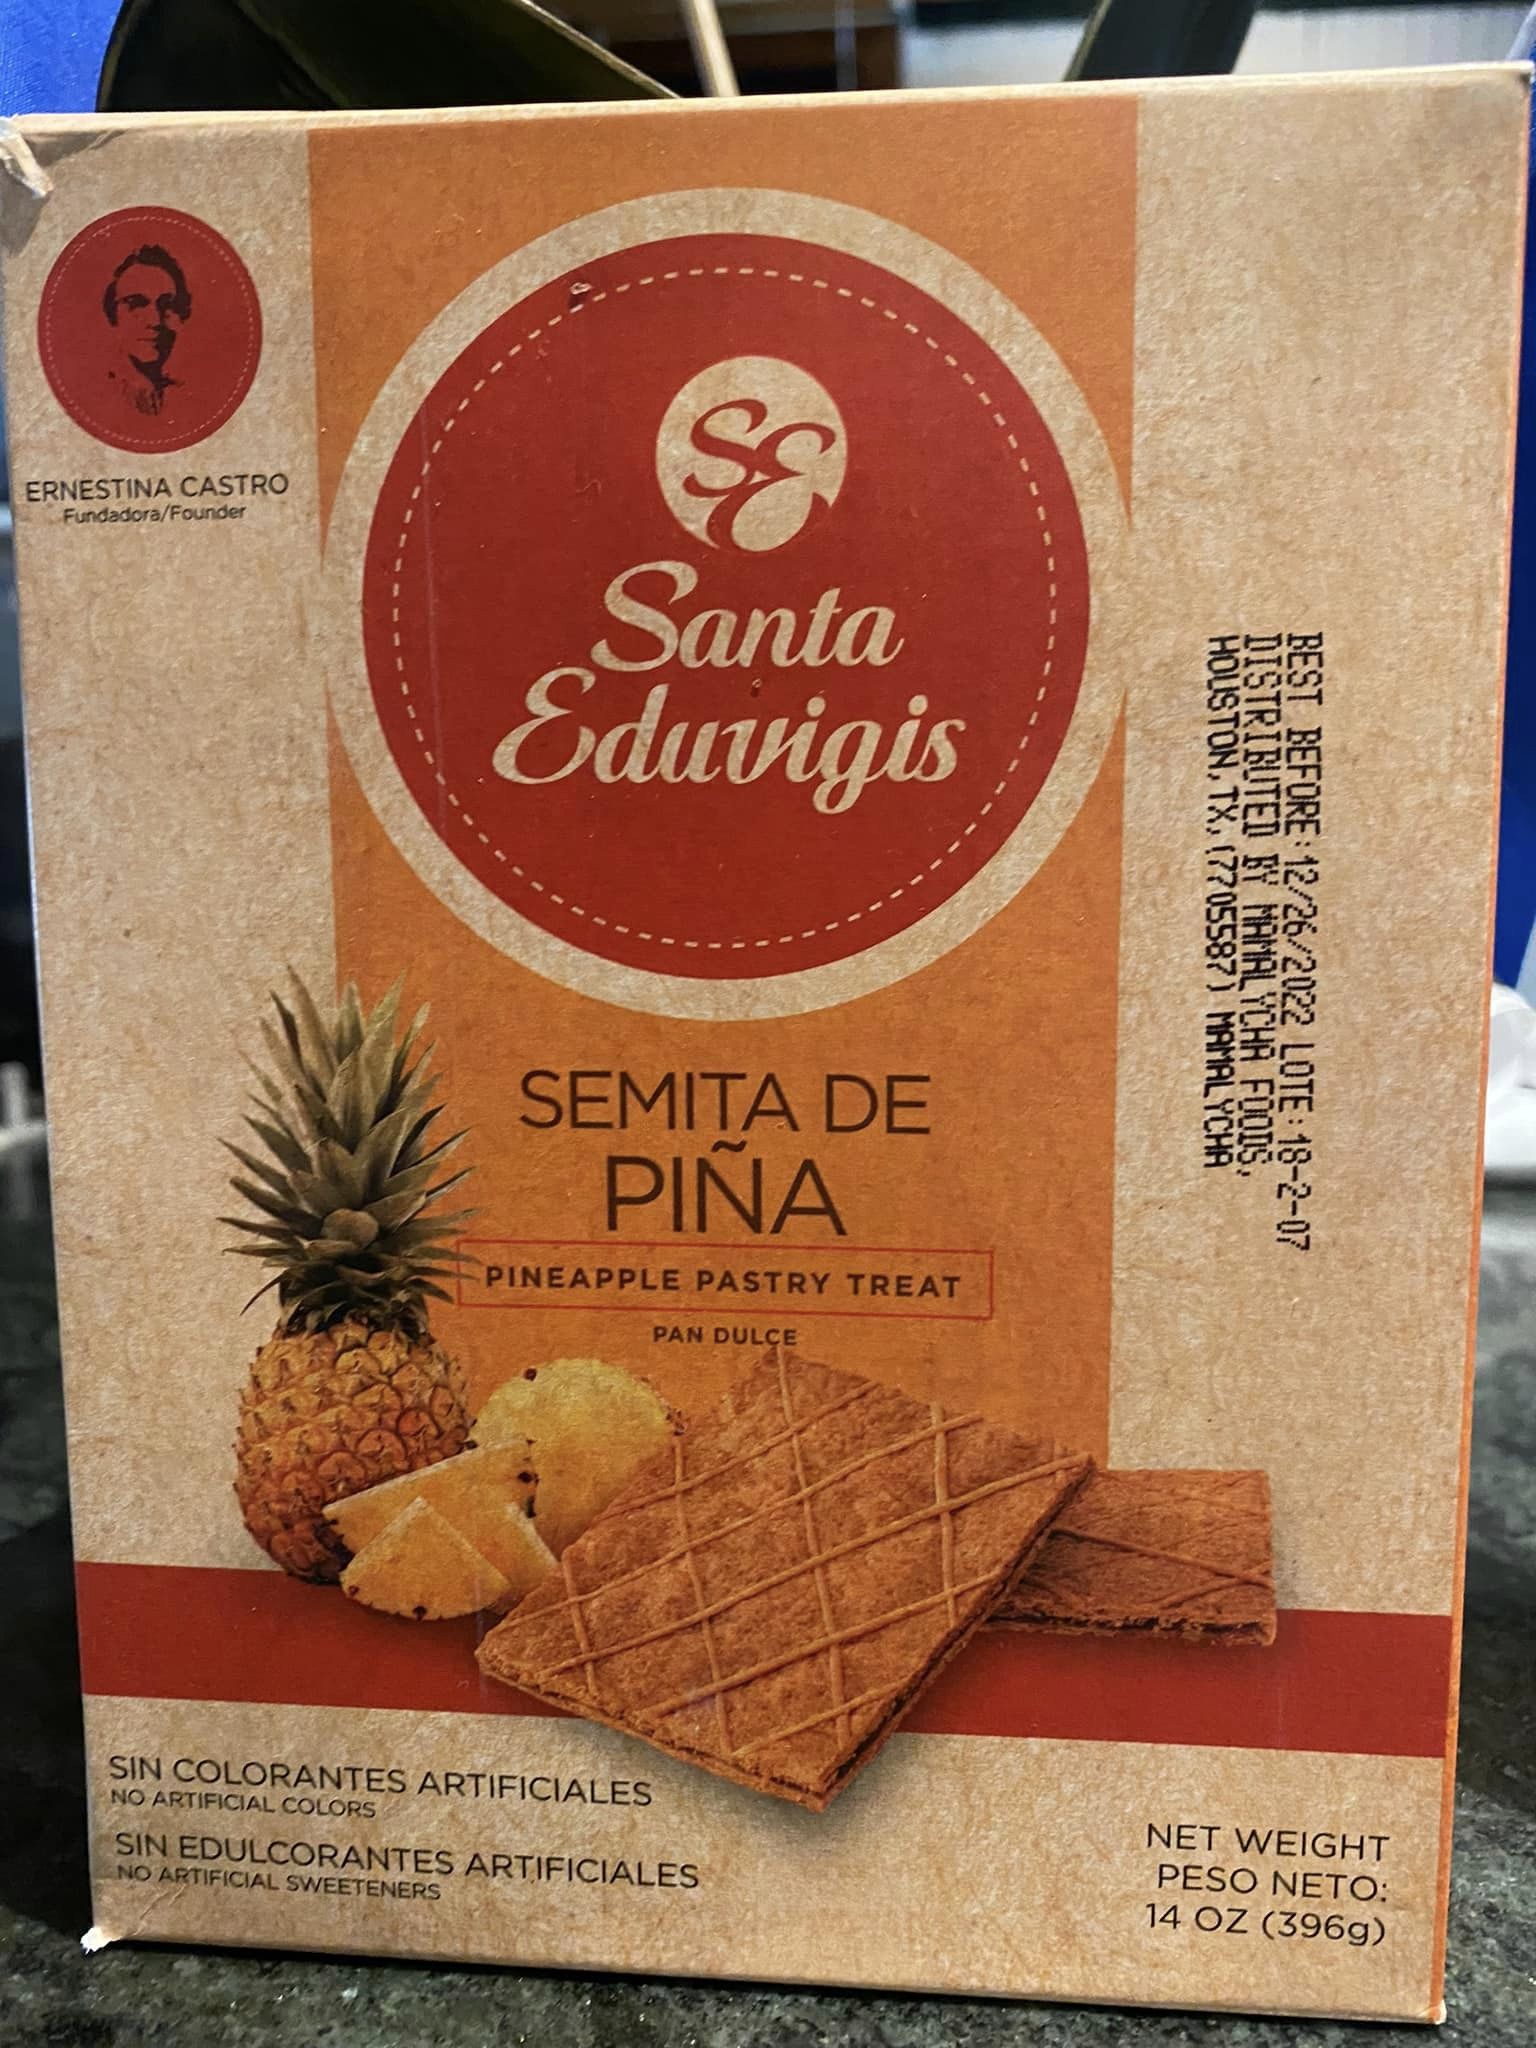 ERNESTINA CASTRO
Fundadora/Founder
SE
Santa
Eduvigis
SEMITA DE
PIÑA
PINEAPPLE PASTRY TREAT
PAN DULCE
BEST BEFORE:12/26/2022 LOTE:18-2-07
DISTRIBUTED BY MAMALYCHA FOODS,
HOUSTON,TX,(7705587) MAMALYCHA
SIN COLORANTES ARTIFICIALES
NO ARTIFICIAL COLORS
SIN EDULCORANTES ARTIFICIALES
NO ARTIFICIAL SWEETENERS
NET WEIGHT
PESO NETO:
14 OZ (396g)